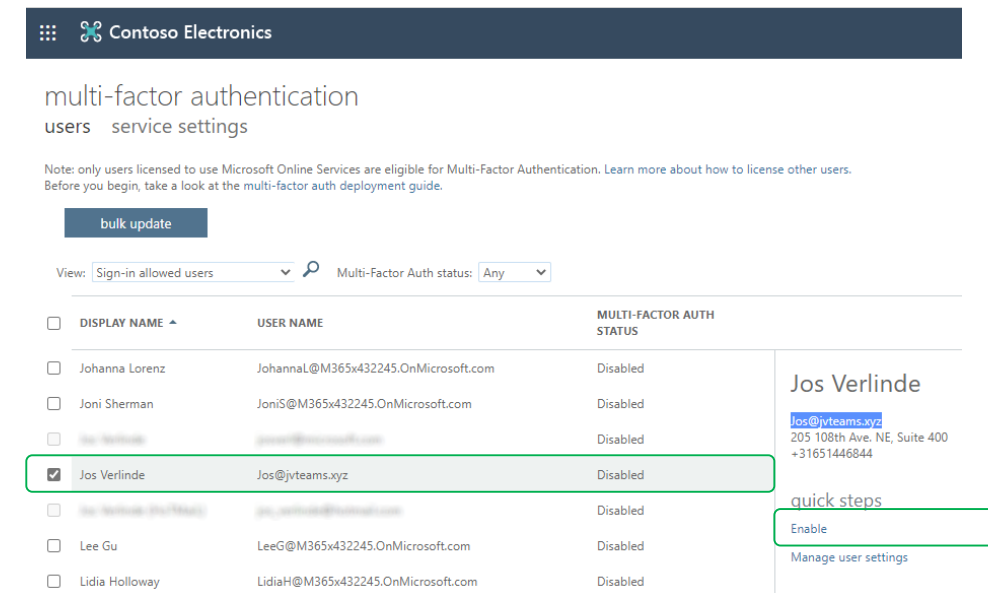 Contoso Electronics
multi-factor authentication
users service settings
Note: only users licensed to use Microsoft Online Services are eligible for Multi-Factor Authentication. Learn more about how to license other users.
Before you begin, take a look at the multi-factor auth deployment guide.
bulk update
View: Sign-in allowed users Multi-Factor Auth status: Any
DISPLAY NAME USER NAME MULTI-FACTOR AUTH
STATUS
Johanna Lorenz JohannaL@M365x432245.OnMicrosoft.com Disabled
Joni Sherman JoniS@M365x432245.OnMicrosoft.com Disabled
Disabled
Jos Verlinde Jos@jvteams.xyz Disabled
Disabled
Lee Gu LeeG@M365x432245.OnMicrosoft.com Disabled
Lidia Holloway LidiaH@M365x432245.OnMicrosoft.com Disabled
Jos Verlinde
Jos@jvteams.xyz
205 108th Ave. NE, Suite 400
+31651446844
quick steps
Enable
Manage user settings